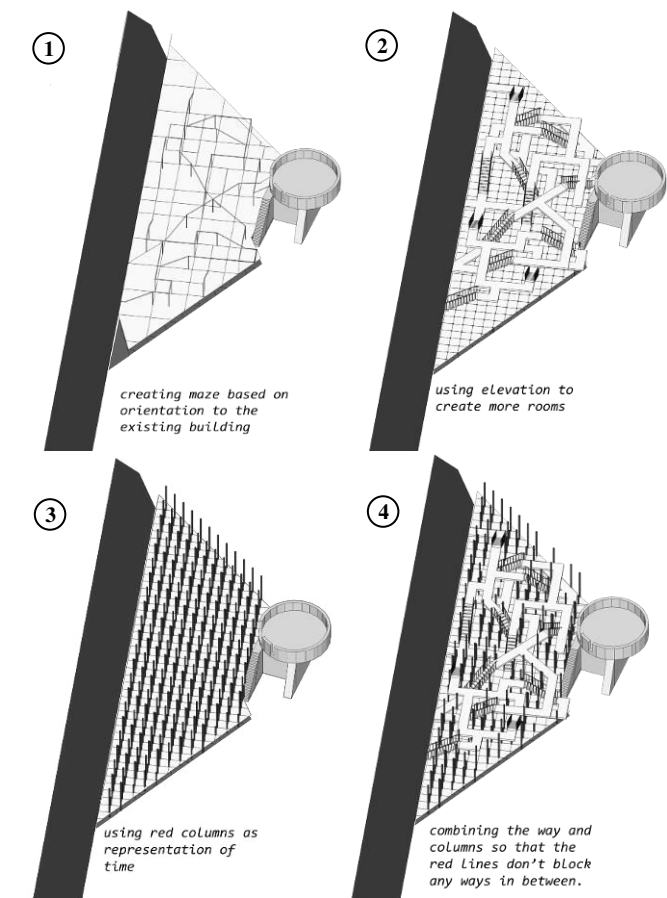 1
2
creating maze based on
orientation to the
existing building
using elevation to
create more rooms
3
4
using red columns as
representation of
time
combining the way and
columns so that the
red lines don't block
any ways in between.